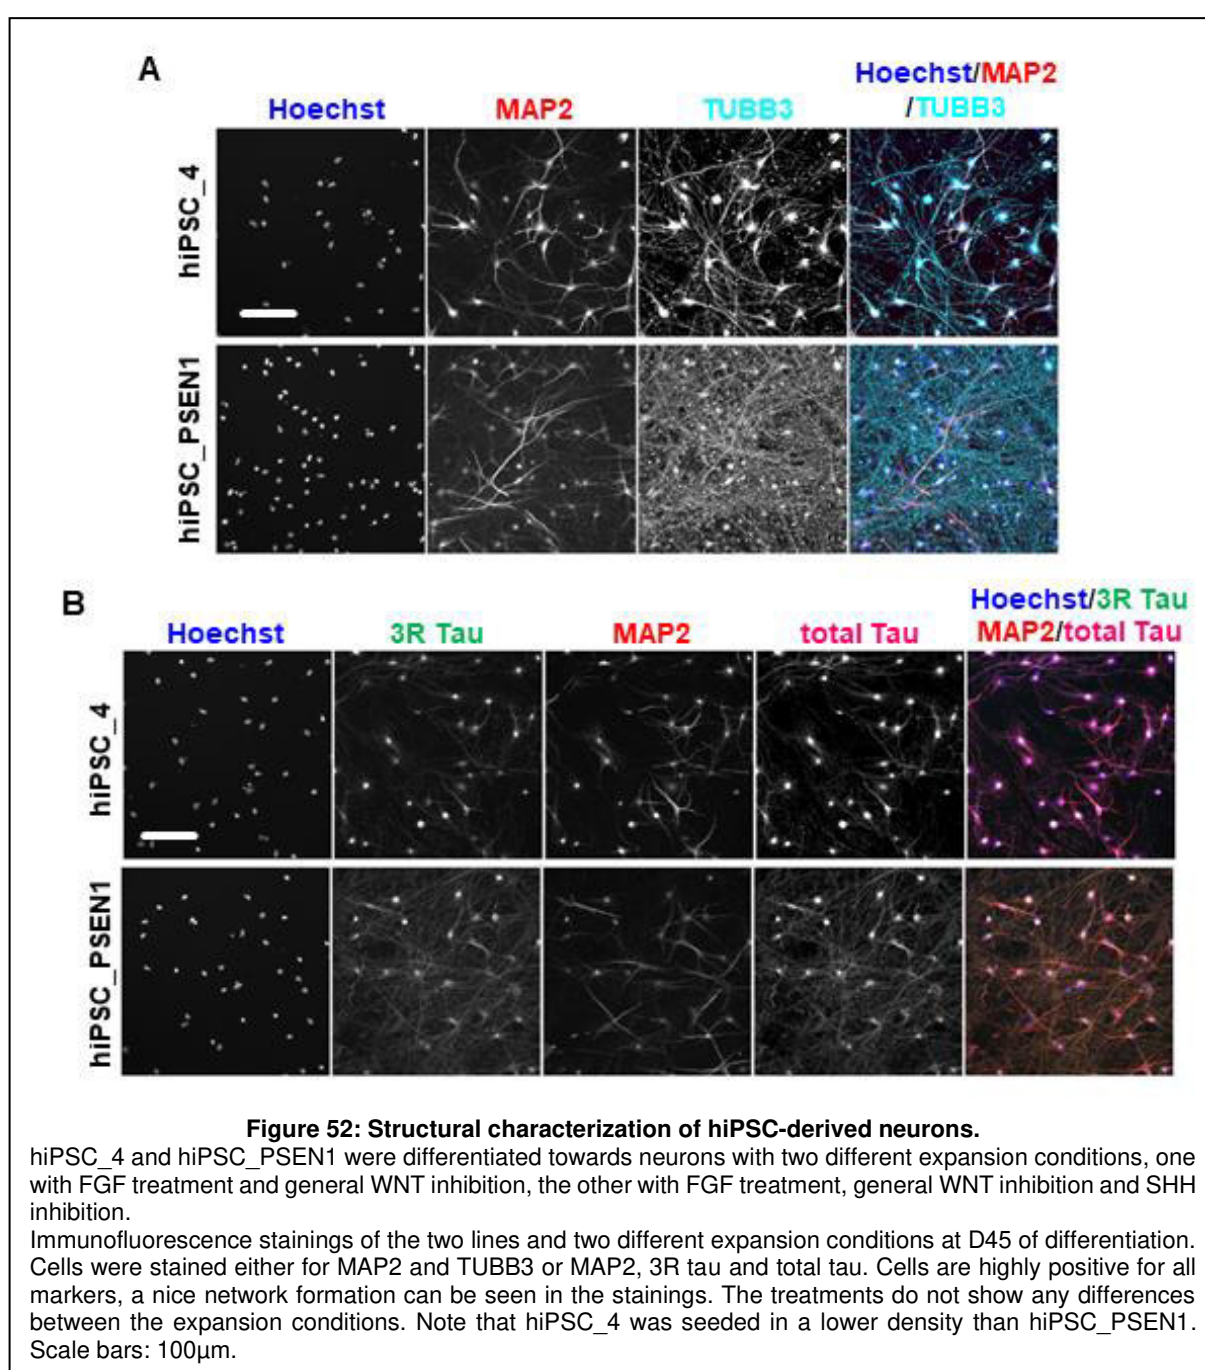 A
Hoechst
MAP2
TUBB3
Hoechst/MAP2
/TUBB3
hiPSC_4
hiPSC_PSEN1
B
Hoechst
3R Tau
MAP2
total Tau
Hoechst/3R Tau
MAP2/total Tau
hiPSC_4
hiPSC_PSEN1
Figure 52: Structural characterization of hiPSC-derived neurons.
hiPSC_4 and hiPSC_PSEN1 were differentiated towards neurons with two different expansion conditions, one
with FGF treatment and general WNT inhibition, the other with FGF treatment, general WNT inhibition and SHH
inhibition.
Immunofluorescence stainings of the two lines and two different expansion conditions at D45 of differentiation.
Cells were stained either for MAP2 and TUBB3 or MAP2, 3R tau and total tau. Cells are highly positive for all
markers, a nice network formation can be seen in the stainings. The treatments do not show any differences
between the expansion conditions. Note that hiPSC_4 was seeded in a lower density than hiPSC_PSEN1.
Scale bars: 100µm.